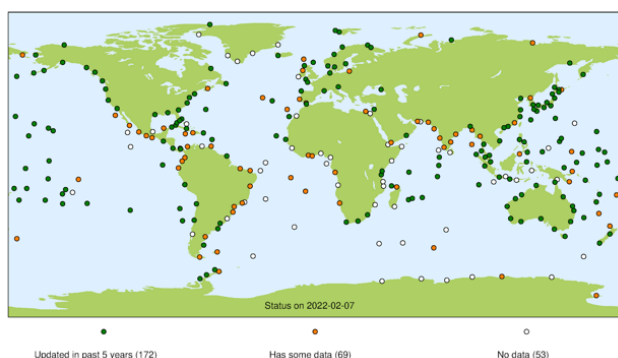 Status on 2022-02-07
Updated in past 5 years (172)
Has some data (69)
No data (53)